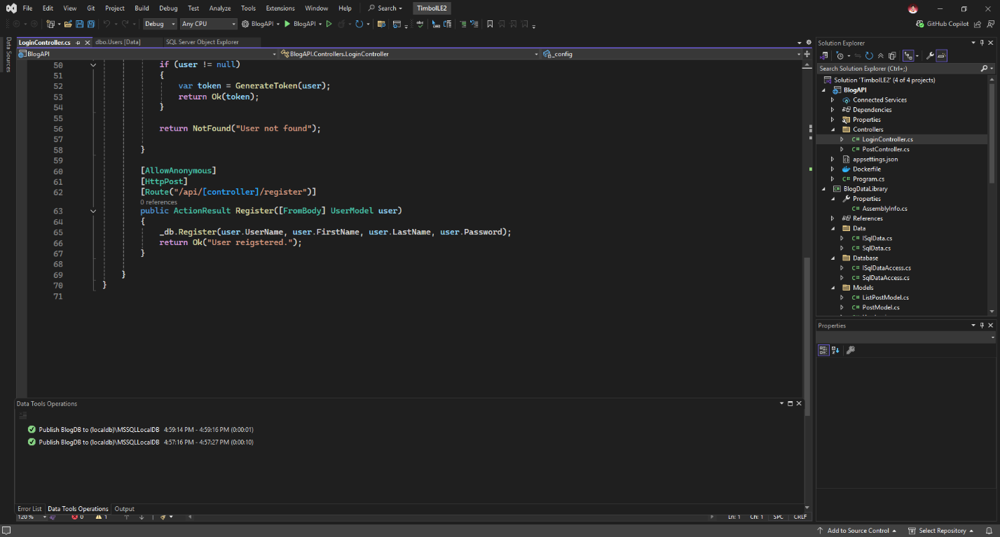 File Edit View Git Project Build Debug Test Analyze Tools Extensions Window Help Search TimbolLE2
Debug Any CPU BlogAPI BlogAPI GitHub Copilot
Data Sources
LoginController.cs dbo.Users [Data] SQL Server Object Explorer
BlogAPI BlogAPI.Controllers.LoginController _config
50 if (user != null)
51 {
52 var token = GenerateToken(user);
53 return Ok(token);
54 }
55
56 return NotFound("User not found");
57
58 }
59
60 [AllowAnonymous]
61 [HttpPost]
62 [Route("/api/[controller]/register")]
0 references
63 public ActionResult Register([FromBody] UserModel user)
64 {
65 _db.Register(user.UserName, user.FirstName, user.LastName, user.Password);
66 return Ok("User reigstered.");
67 }
68
69 }
70 }
71
Data Tools Operations
Publish BlogDB to (localdb)\MSSQLLocalDB 4:59:14 PM - 4:59:16 PM (0:00:01)
Publish BlogDB to (localdb)\MSSQLLocalDB 4:57:16 PM - 4:57:27 PM (0:00:10)
Error List Data Tools Operations Output
120 % 0 1 Ln: 1 Ch: 1 SPC CRLF
Solution Explorer
Search Solution Explorer (Ctrl+;)
Solution 'TimbolLE2' (4 of 4 projects)
BlogAPI
Connected Services
Dependencies
Properties
Controllers
C# LoginController.cs
C# PostController.cs
appsettings.json
Dockerfile
C# Program.cs
C# BlogDataLibrary
Properties
C# AssemblyInfo.cs
References
Data
C# ISqlData.cs
C# SqlData.cs
Database
C# ISqlDataAccess.cs
C# SqlDataAccess.cs
Models
C# ListPostModel.cs
C# PostModel.cs
Properties
Add to Source Control Select Repository